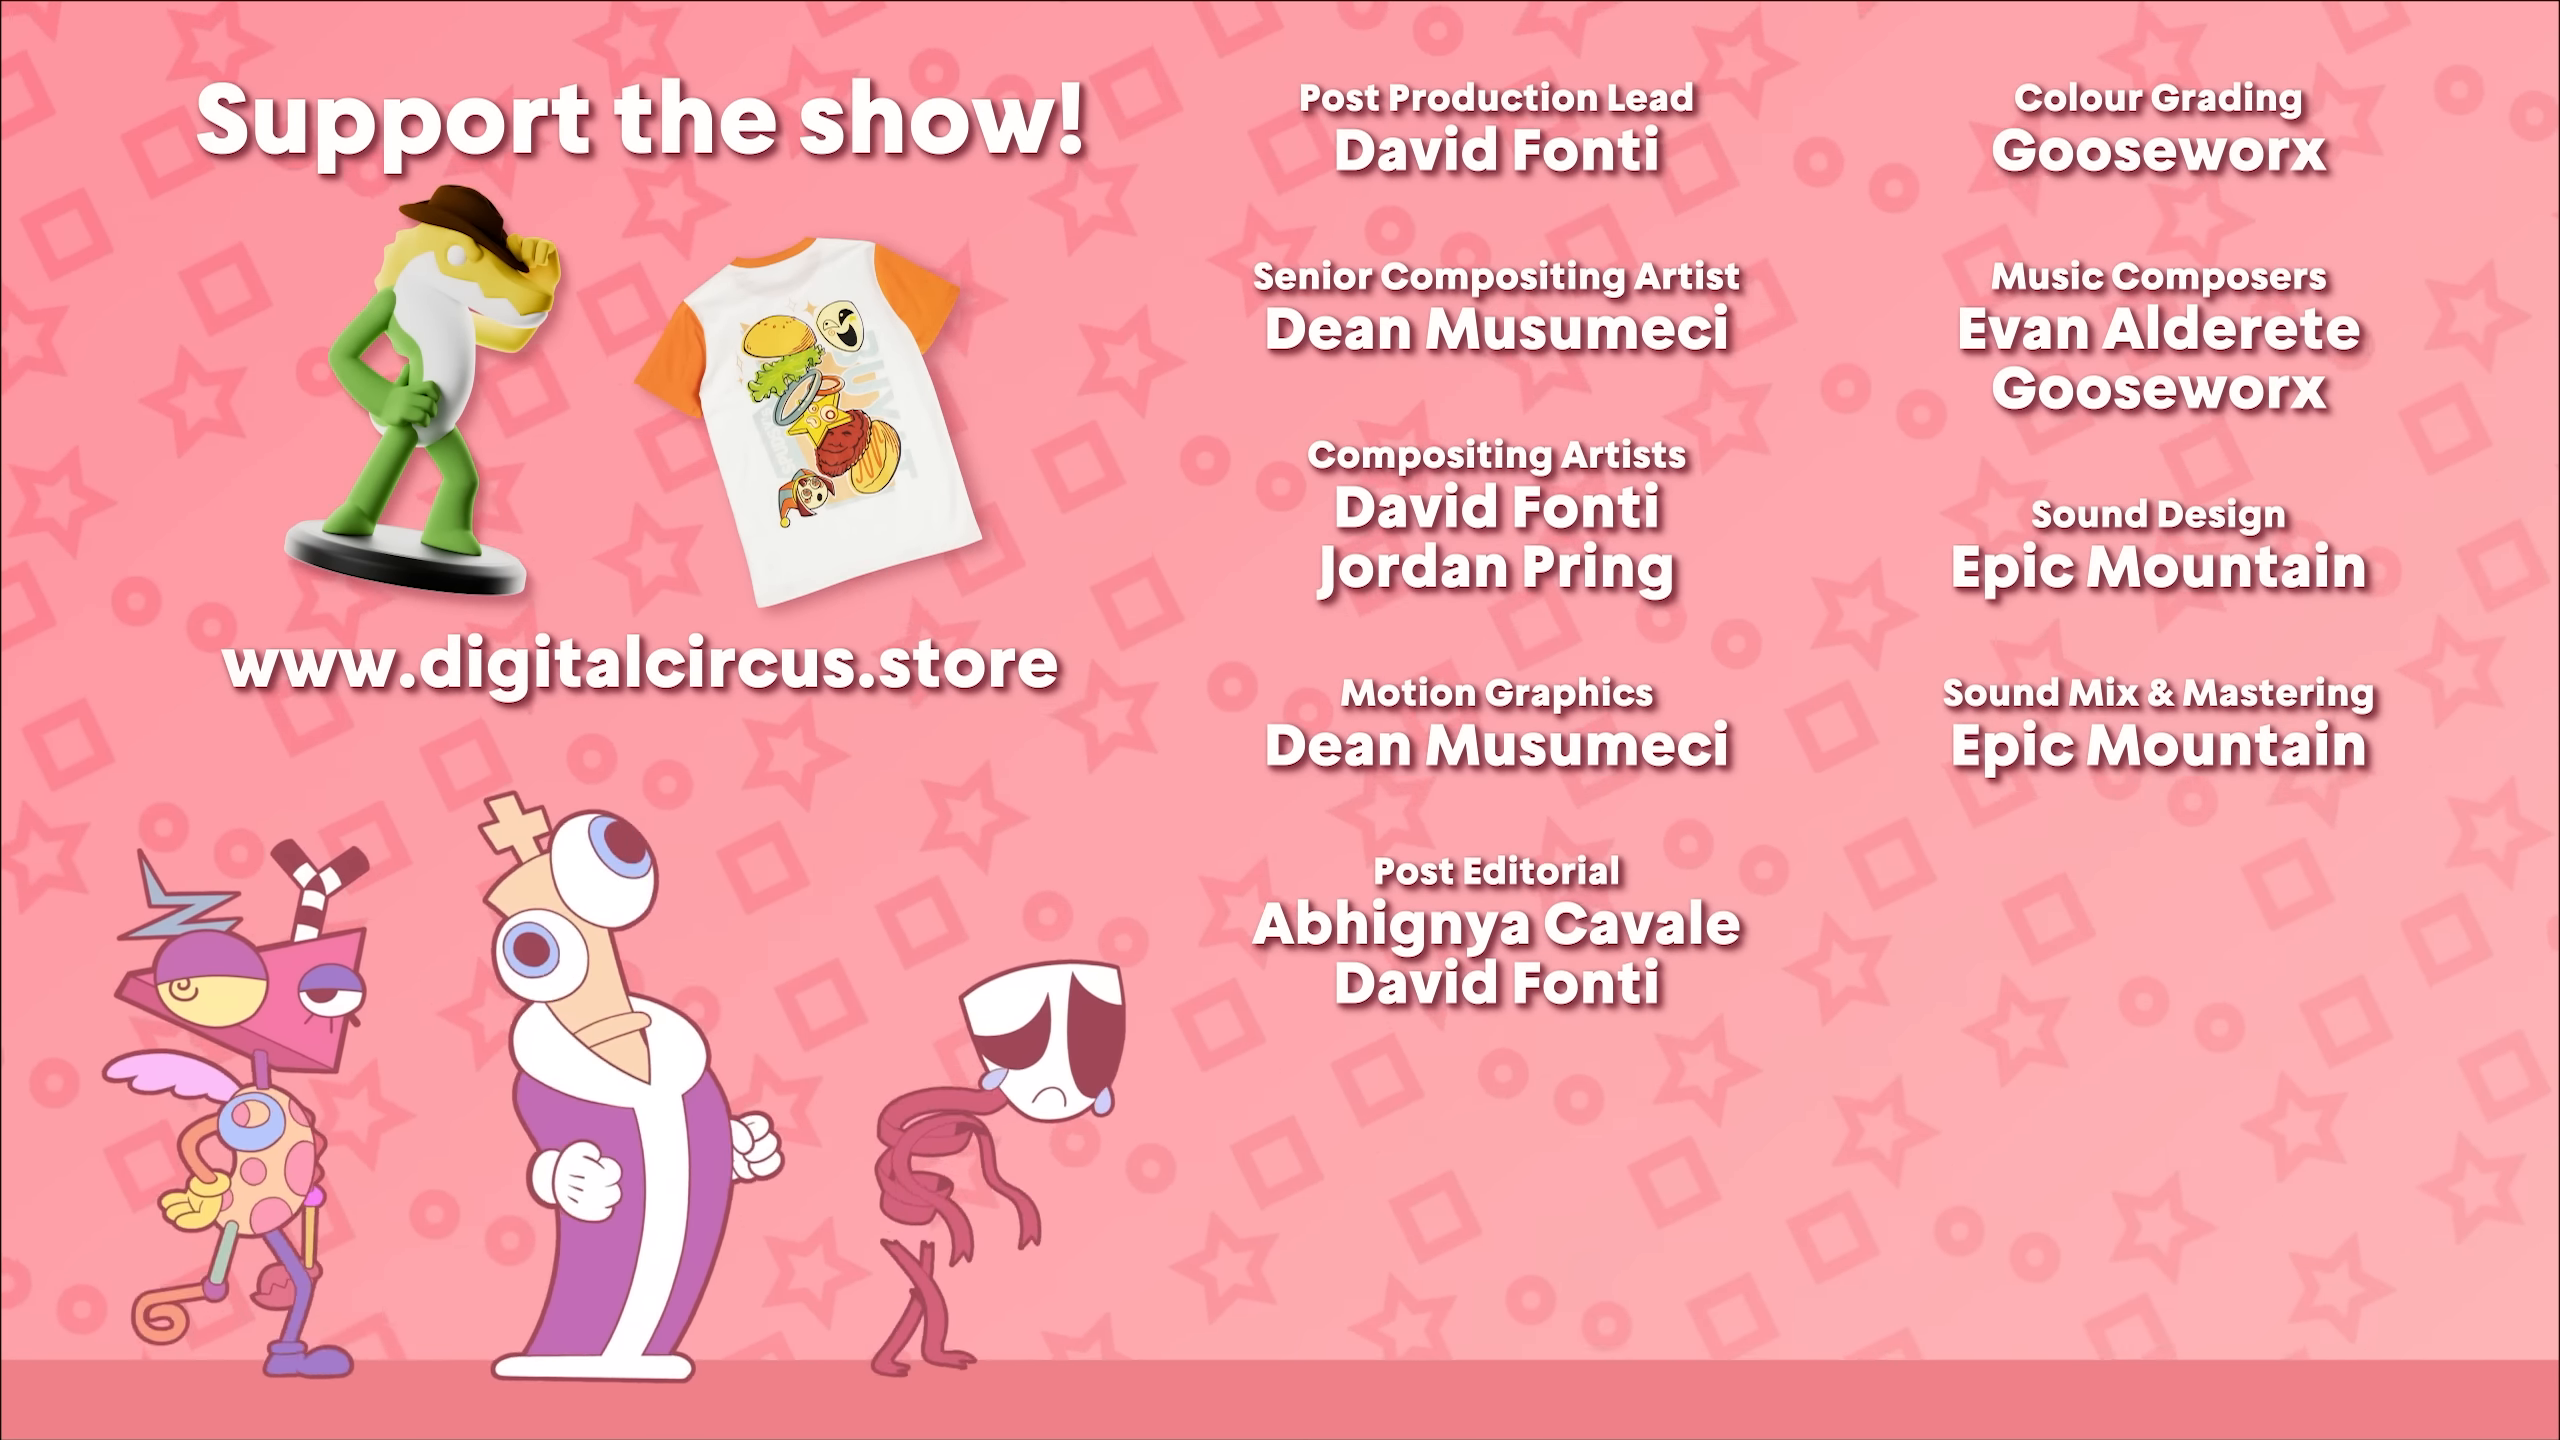 Support the show!
www.digitalcircus.store
Post Production Lead
David Fonti
Senior Compositing Artist
Dean Musumeci
Compositing Artists
David Fonti
Jordan Pring
Motion Graphics
Dean Musumeci
Post Editorial
Abhignya Cavale
David Fonti
Colour Grading
Gooseworx
Music Composers
Evan Alderete
Gooseworx
Sound Design
Epic Mountain
Sound Mix & Mastering
Epic Mountain